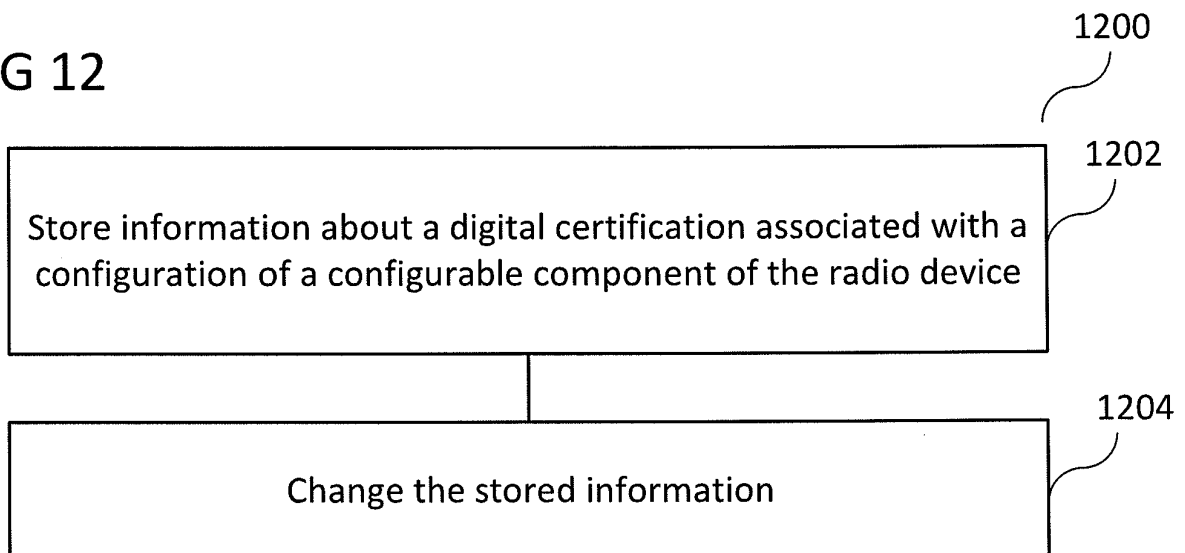 1200
G 12
1202
Store information about a digital certification associated with a
configuration of a configurable component of the radio device
1204
Change the stored information